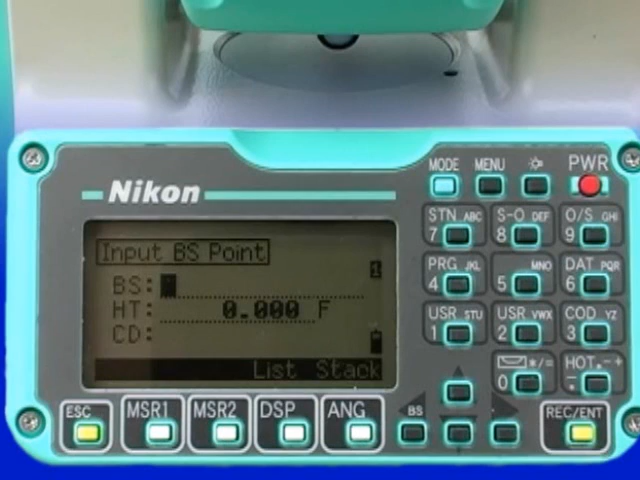 Nikon
MODE MENU PWR
STN ABC S-O DEF O/S GHI
7 8 9
PRG JKL MNO DAT PQR
4 5 6
USR STU USR VWX COD YZ
1 2 3
*/= HOT -+
0 .
Input BS Point
1
BS:
HT: 0.000 F
CD:
List Stack
ESC MSR1 MSR2 DSP ANG BS REC/ENT